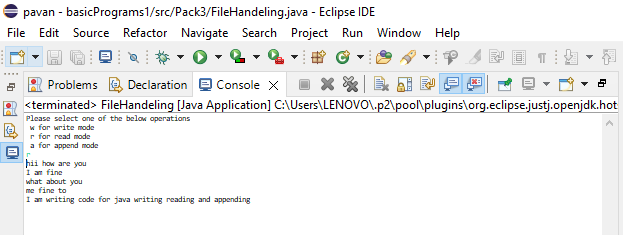 pavan - basicPrograms1/src/Pack3/FileHandeling.java - Eclipse IDE
File Edit Source Refactor Navigate Search Project Run Window Help
Problems Declaration Console
<terminated> FileHandeling [Java Application] C:\Users\LENOVO\.p2\pool\plugins\org.eclipse.justj.openjdk.hots
Please select one of the below operations
w for write mode
r for read mode
a for append mode
r
hii how are you
I am fine
what about you
me fine to
I am writing code for java writing reading and appending